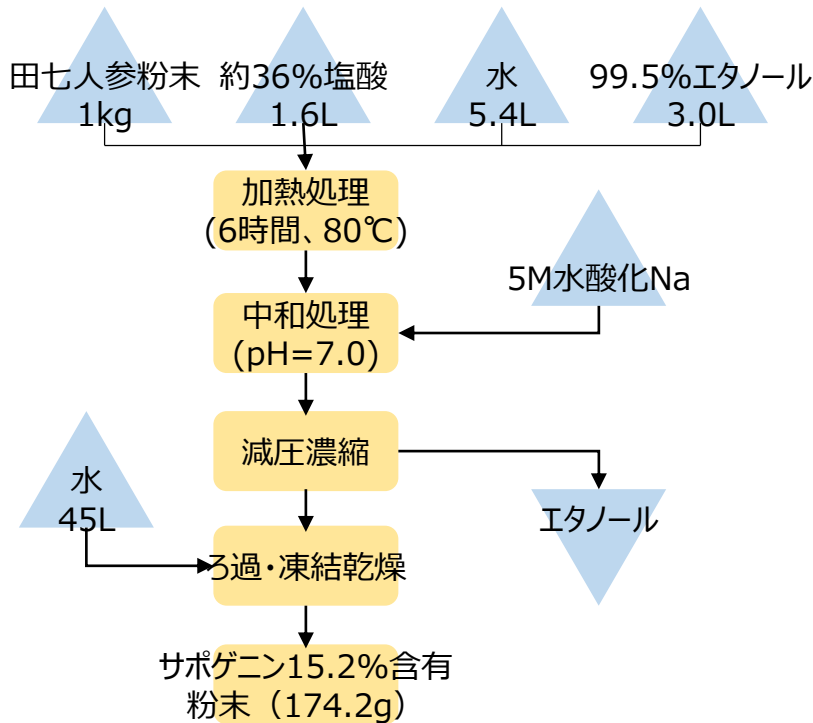 田七人参粉末
1kg
約36%塩酸
1.6L
水
5.4L
99.5%エタノール
3.0L
加熱処理
(6時間、80℃)
5M水酸化Na
中和処理
(pH=7.0)
減圧濃縮
水
45L
エタノール
ろ過・凍結乾燥
サポゲニン15.2%含有
粉末（174.2g）